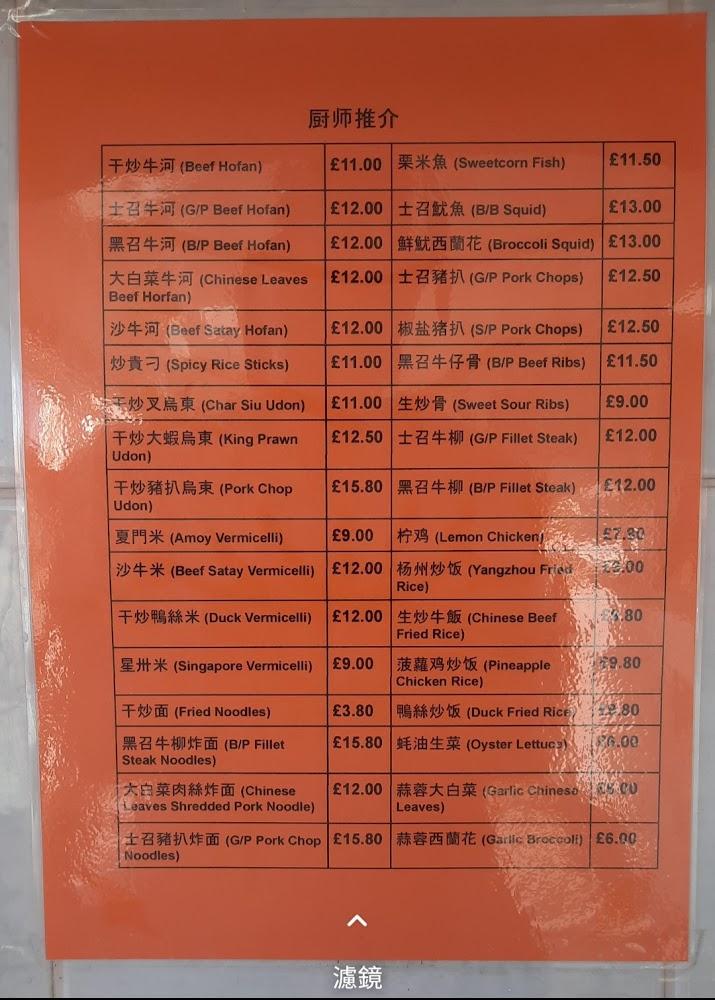 厨师推介
干炒牛河 (Beef Hofan) £11.00 栗米魚 (Sweetcorn Fish) £11.50
士召牛河 (G/P Beef Hofan) £12.00 士召魷魚 (B/B Squid) £13.00
黑召牛河 (B/P Beef Hofan) £12.00 鮮魷西蘭花 (Broccoli Squid) £13.00
大白菜牛河 (Chinese Leaves £12.00 士召豬扒 (G/P Pork Chops) £12.50
Beef Horfan)
沙牛河 (Beef Satay Hofan) £12.00 椒盐猪扒 (S/P Pork Chops) £12.50
炒貴刁 (Spicy Rice Sticks) £11.00 黑召牛仔骨 (B/P Beef Ribs) £11.50
干炒叉烏東 (Char Siu Udon) £11.00 生炒骨 (Sweet Sour Ribs) £9.00
干炒大蝦烏東 (King Prawn £12.50 士召牛柳 (G/P Fillet Steak) £12.00
Udon)
干炒豬扒烏東 (Pork Chop £15.80 黑召牛柳 (B/P Fillet Steak) £12.00
Udon)
夏門米 (Amoy Vermicelli) £9.00 柠鸡 (Lemon Chicken)
沙牛米 (Beef Satay Vermicelli) £12.00 杨州炒饭 (Yangzhou Fried
Rice)
干炒鴨絲米 (Duck Vermicelli) £12.00 生炒牛飯 (Chinese Beef
Fried Rice)
星卅米 (Singapore Vermicelli) £9.00 菠蘿鸡炒饭 (Pineapple £9.80
Chicken Rice)
干炒面 (Fried Noodles) £3.80 鴨絲炒饭 (Duck Fried Rice)
黑召牛柳炸面 (B/P Fillet £15.80 蚝油生菜 (Oyster Lettuce) £6.00
Steak Noodles)
大白菜肉絲炸面 (Chinese £12.00 蒜蓉大白菜 (Garlic Chinese
Leaves Shredded Pork Noodle) Leaves)
士召豬扒炸面 (G/P Pork Chop £15.80 蒜蓉西蘭花 (Garlic Broccoli) £6.00
Noodles)
濾鏡